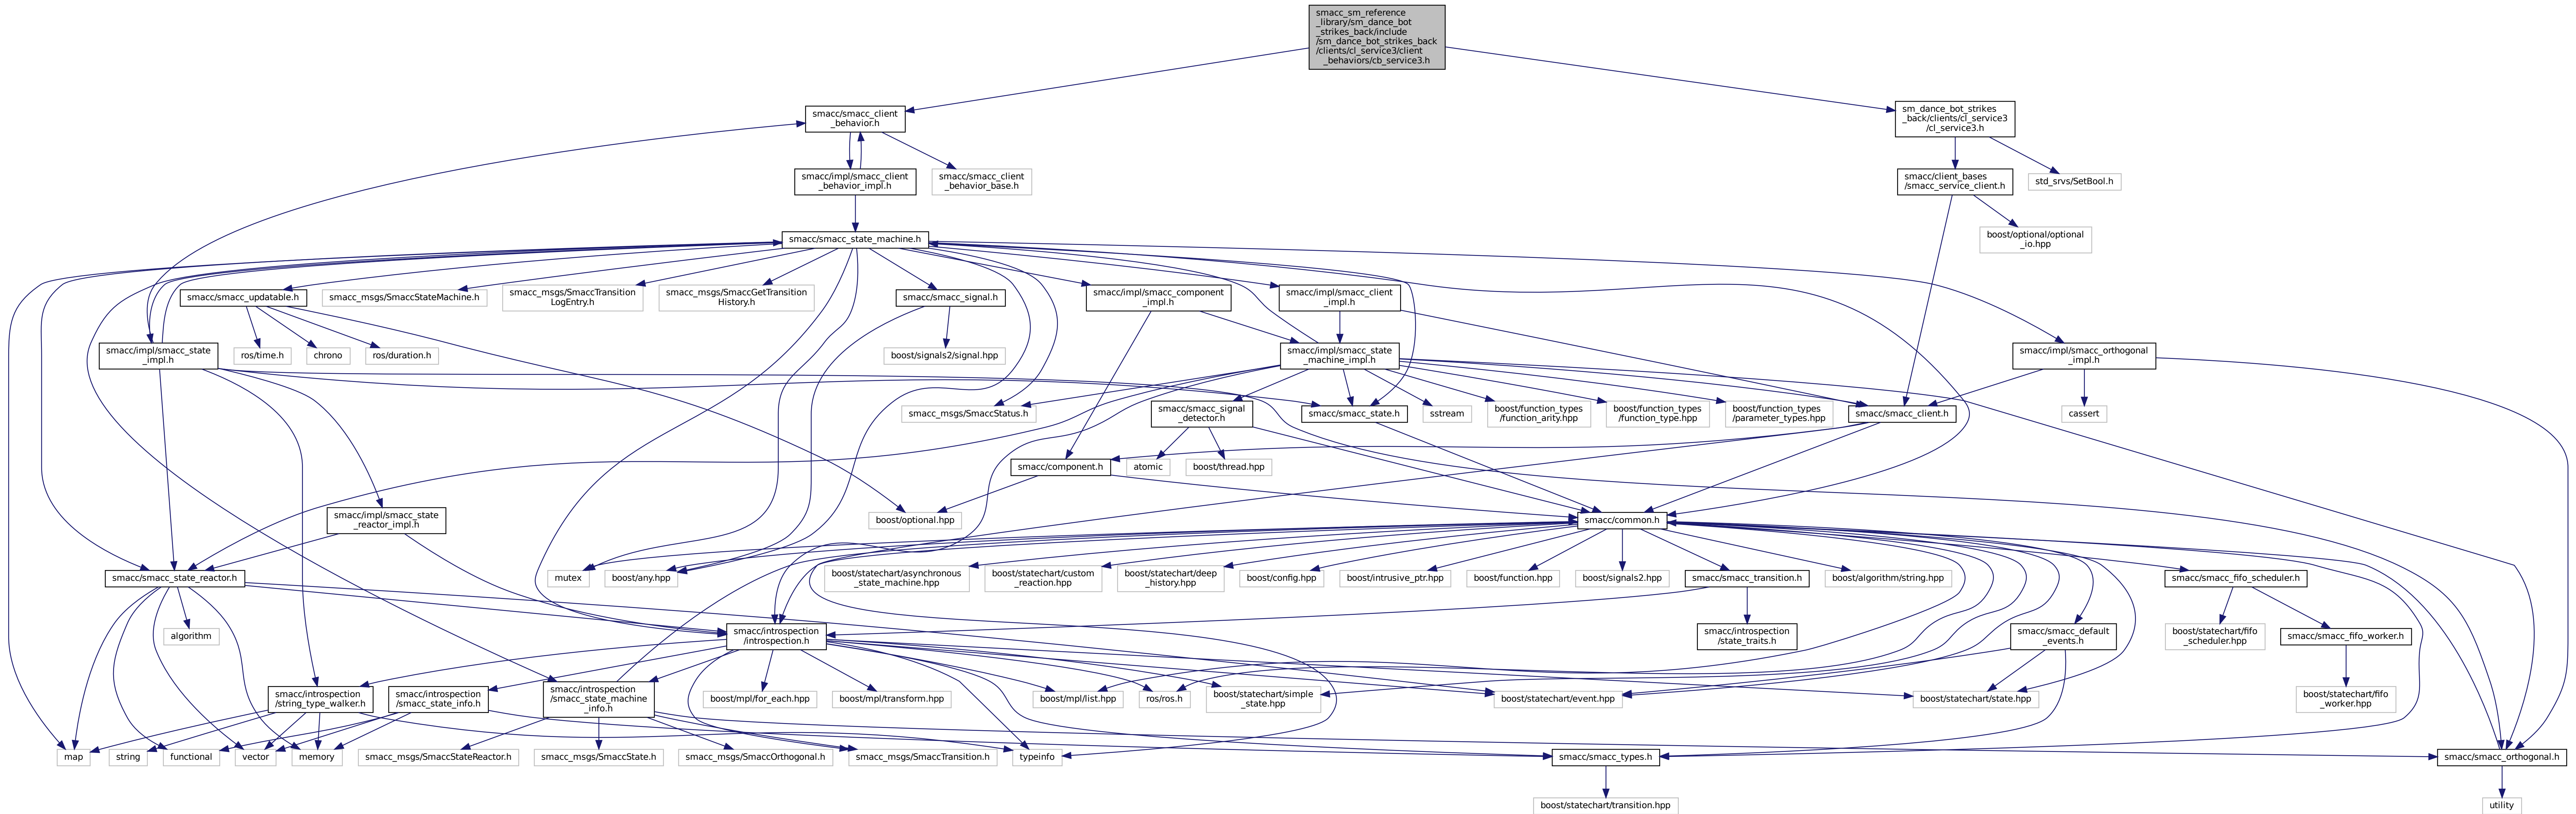 smacc_sm_reference
_library/sm_dance_bot
_strikes_back/include
/sm_dance_bot_strikes_back
/clients/cl_service3/client
_behaviors/cb_service3.h
smacc/smacc_client
_behavior.h
sm_dance_bot_strikes
_back/clients/cl_service3
/cl_service3.h
smacc/impl/smacc_client
_behavior_impl.h
smacc/smacc_client
_behavior_base.h
smacc/client_bases
/smacc_service_client.h
std_srvs/SetBool.h
smacc/smacc_state_machine.h
boost/optional/optional
_io.hpp
smacc/smacc_updatable.h
smacc_msgs/SmaccStateMachine.h
smacc_msgs/SmaccTransition
LogEntry.h
smacc_msgs/SmaccGetTransition
History.h
smacc/smacc_signal.h
smacc/impl/smacc_component
_impl.h
smacc/impl/smacc_client
_impl.h
smacc/impl/smacc_state
_impl.h
ros/time.h
chrono
ros/duration.h
boost/signals2/signal.hpp
smacc/impl/smacc_state
_machine_impl.h
smacc/impl/smacc_orthogonal
_impl.h
smacc_msgs/SmaccStatus.h
smacc/smacc_signal
_detector.h
smacc/smacc_state.h
sstream
boost/function_types
/function_arity.hpp
boost/function_types
/function_type.hpp
boost/function_types
/parameter_types.hpp
smacc/smacc_client.h
cassert
smacc/component.h
atomic
boost/thread.hpp
smacc/impl/smacc_state
_reactor_impl.h
boost/optional.hpp
smacc/common.h
smacc/smacc_state_reactor.h
mutex
boost/any.hpp
boost/statechart/asynchronous
_state_machine.hpp
boost/statechart/custom
_reaction.hpp
boost/statechart/deep
_history.hpp
boost/config.hpp
boost/intrusive_ptr.hpp
boost/function.hpp
boost/signals2.hpp
smacc/smacc_transition.h
boost/algorithm/string.hpp
smacc/smacc_fifo_scheduler.h
algorithm
smacc/introspection
/introspection.h
smacc/introspection
/state_traits.h
smacc/smacc_default
_events.h
boost/statechart/fifo
_scheduler.hpp
smacc/smacc_fifo_worker.h
smacc/introspection
/string_type_walker.h
smacc/introspection
/smacc_state_info.h
smacc/introspection
/smacc_state_machine
_info.h
boost/mpl/for_each.hpp
boost/mpl/transform.hpp
boost/mpl/list.hpp
ros/ros.h
boost/statechart/simple
_state.hpp
boost/statechart/event.hpp
boost/statechart/state.hpp
boost/statechart/fifo
_worker.hpp
map
string
functional
vector
memory
smacc_msgs/SmaccStateReactor.h
smacc_msgs/SmaccState.h
smacc_msgs/SmaccOrthogonal.h
smacc_msgs/SmaccTransition.h
typeinfo
smacc/smacc_types.h
smacc/smacc_orthogonal.h
boost/statechart/transition.hpp
utility